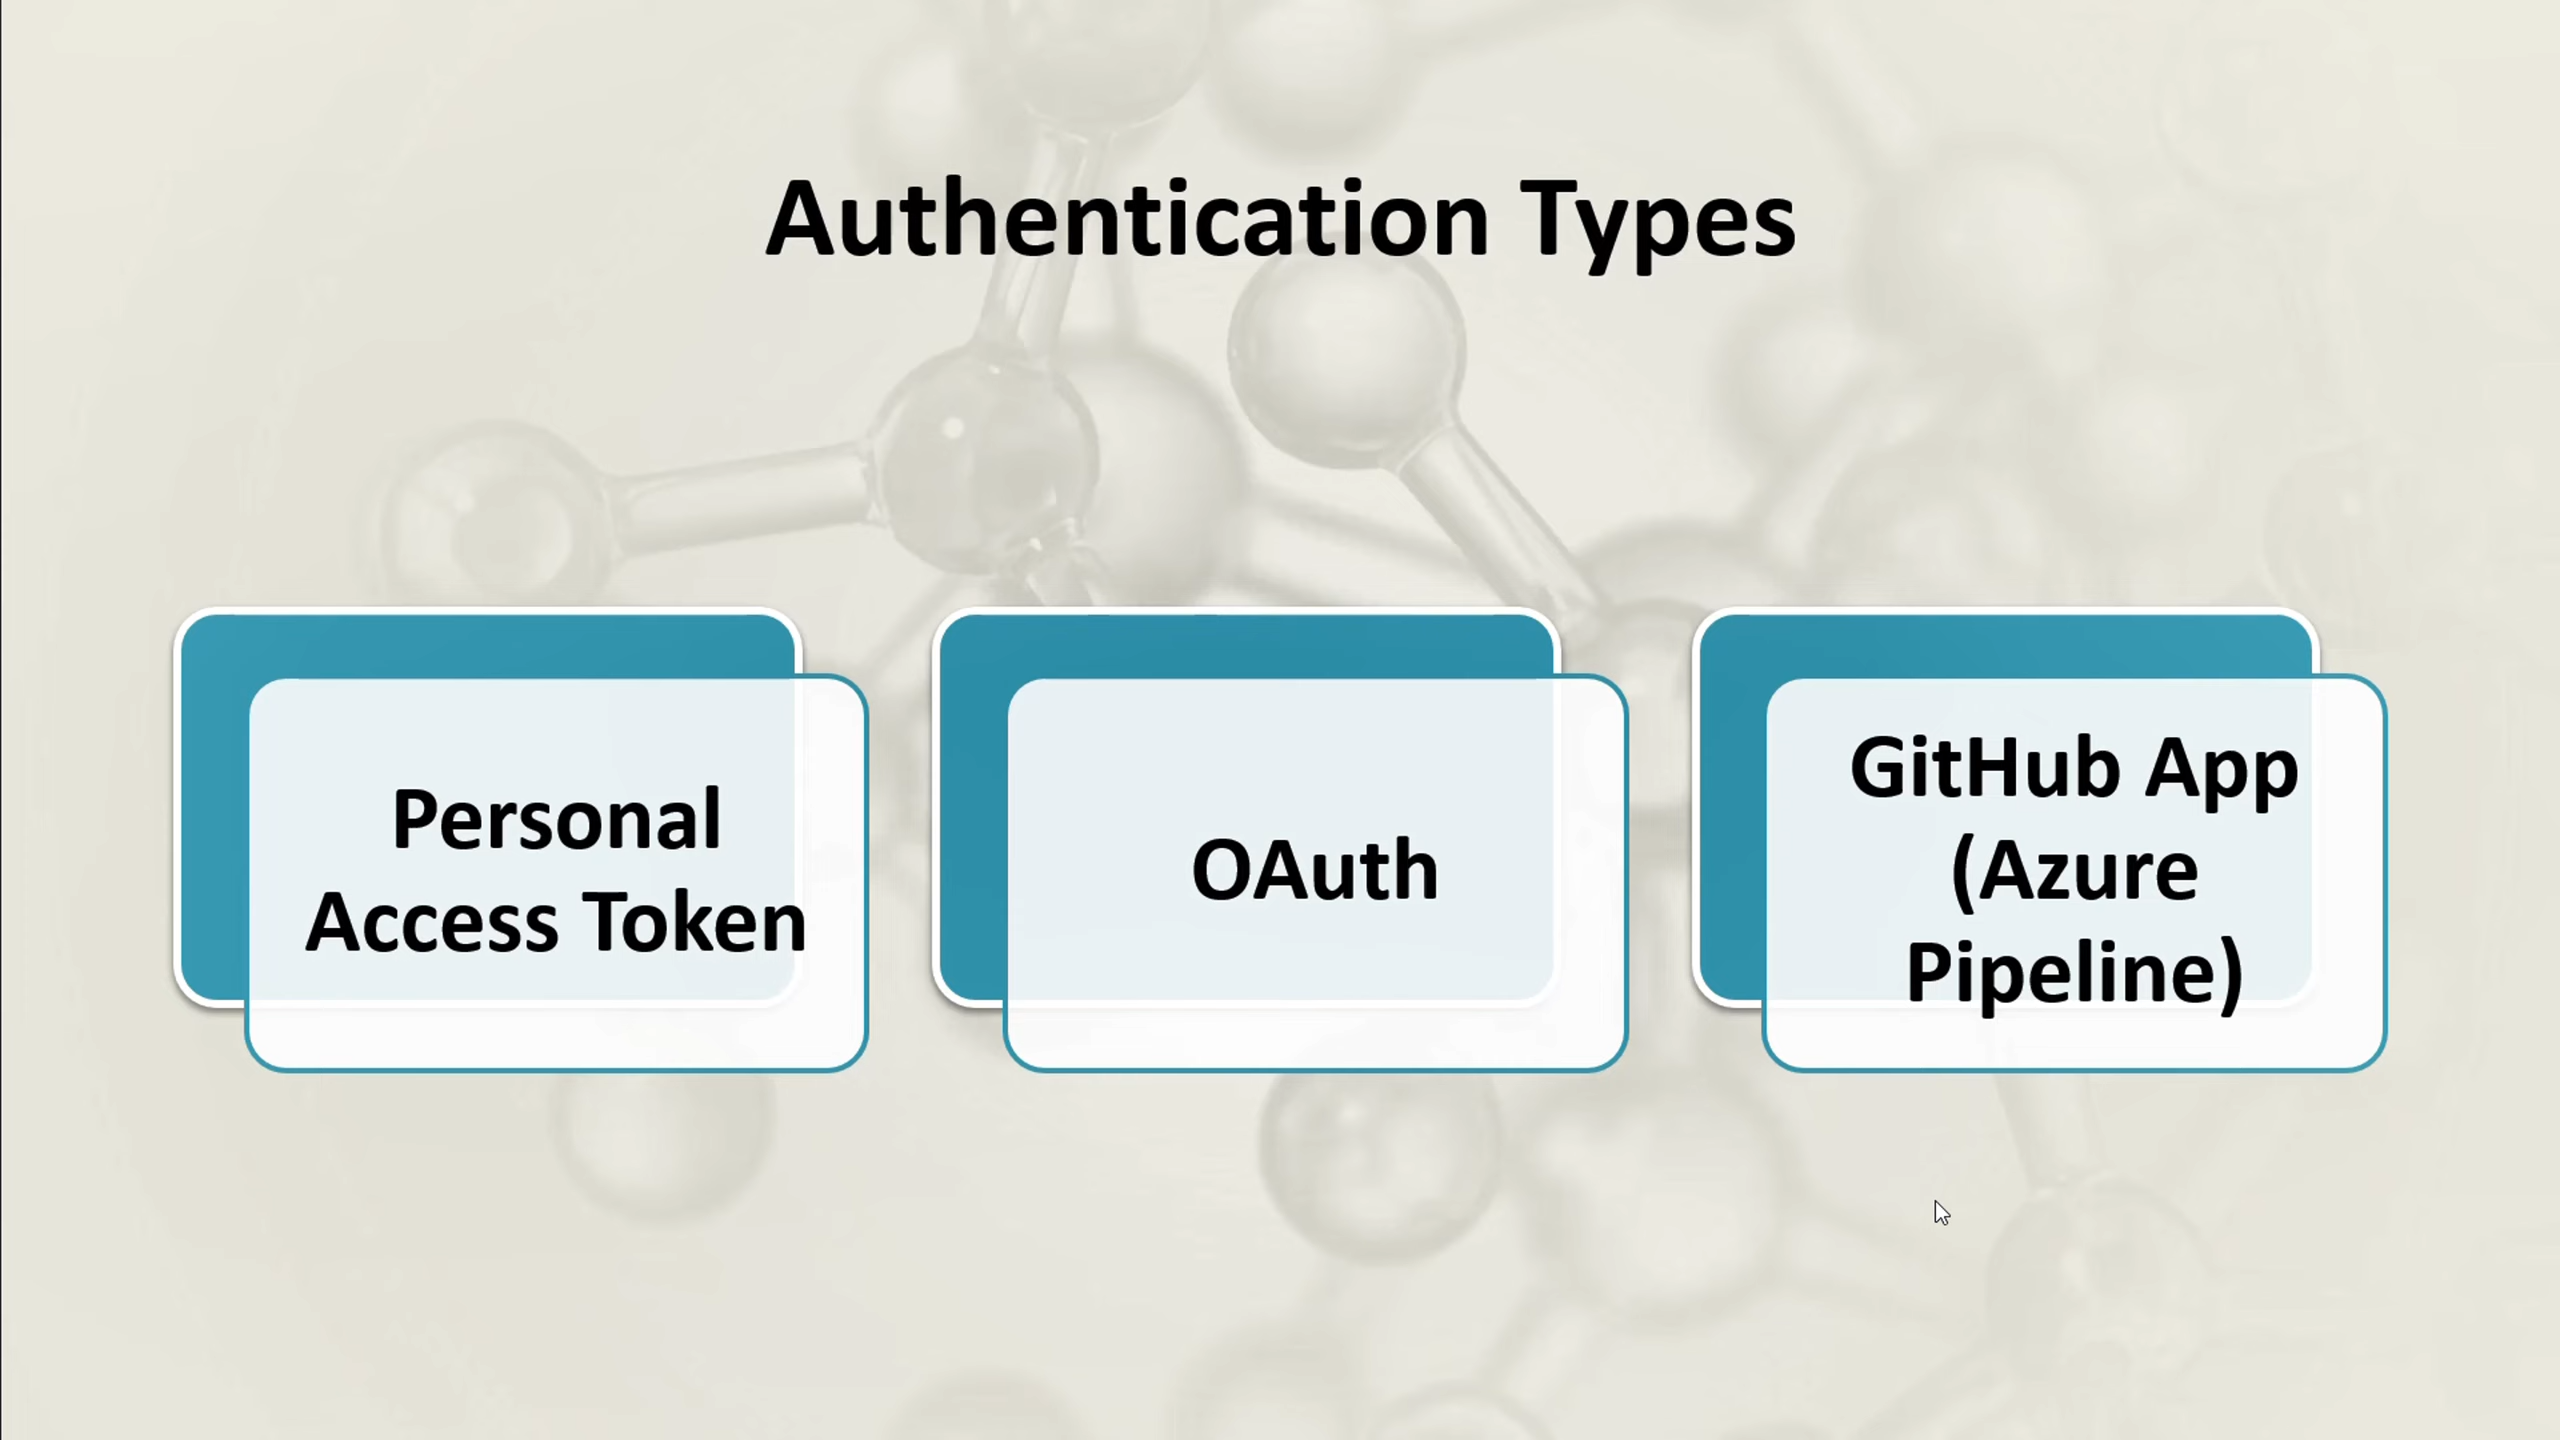 Authentication Types
Personal
Access Token
OAuth
GitHub App
(Azure
Pipeline)